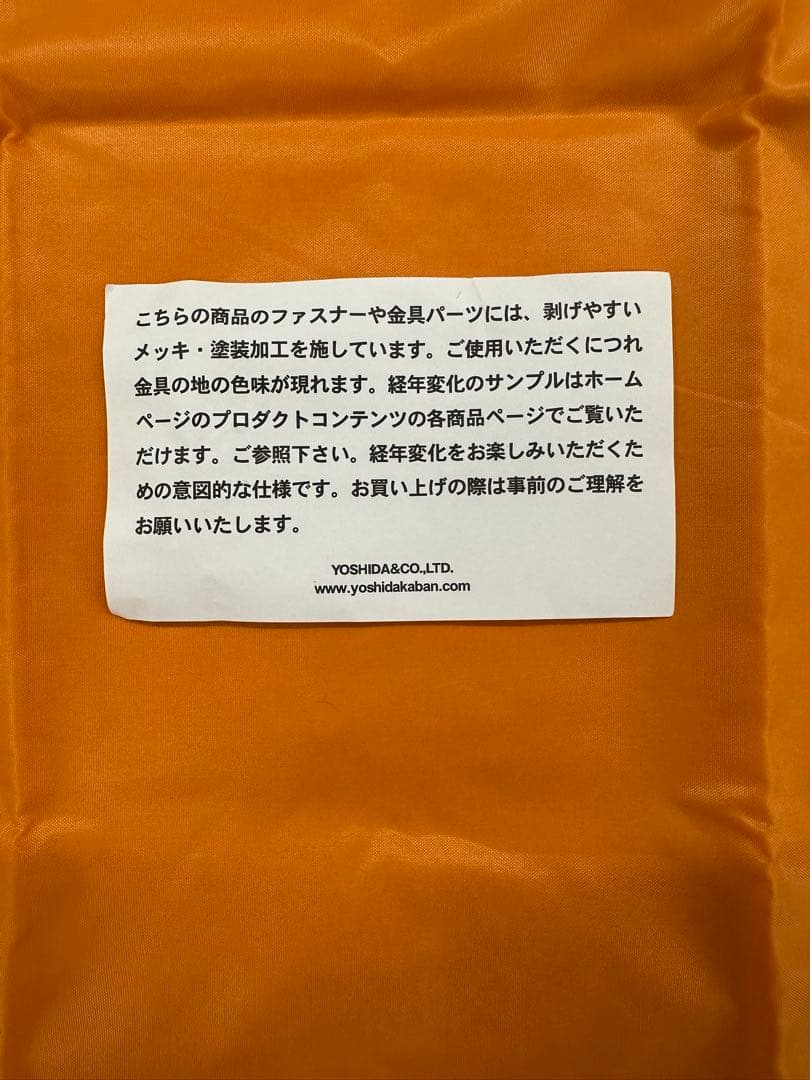 こちらの商品のファスナーや金具パーツには、剥げやすい
メッキ・塗装加工を施しています。ご使用いただくにつれ
金具の地の色味が現れます。経年変化のサンプルはホーム
ページのプロダクトコンテンツの各商品ページでご覧いた
だけます。ご参照下さい。経年変化をお楽しみいただくた
めの意図的な仕様です。お買い上げの際は事前のご理解を
お願いいたします。
YOSHIDA&CO.,LTD.
www.yoshidakaban.com